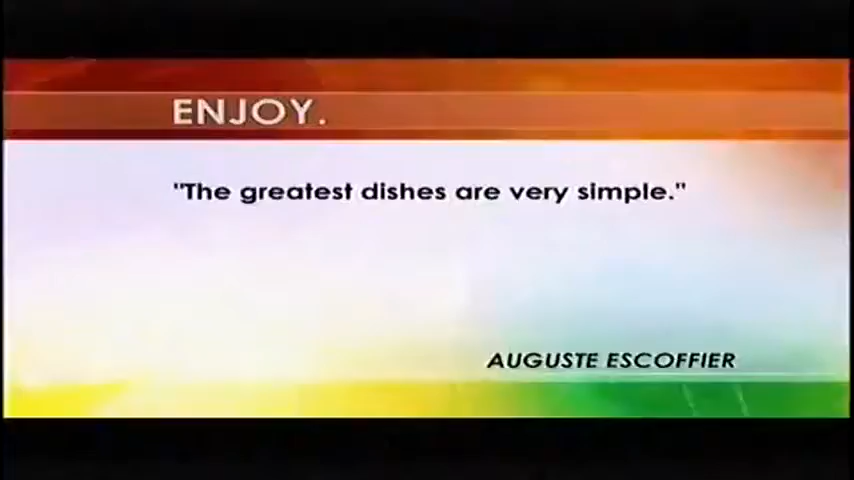 ENJOY.
"The greatest dishes are very simple."
AUGUSTE ESCOFFIER